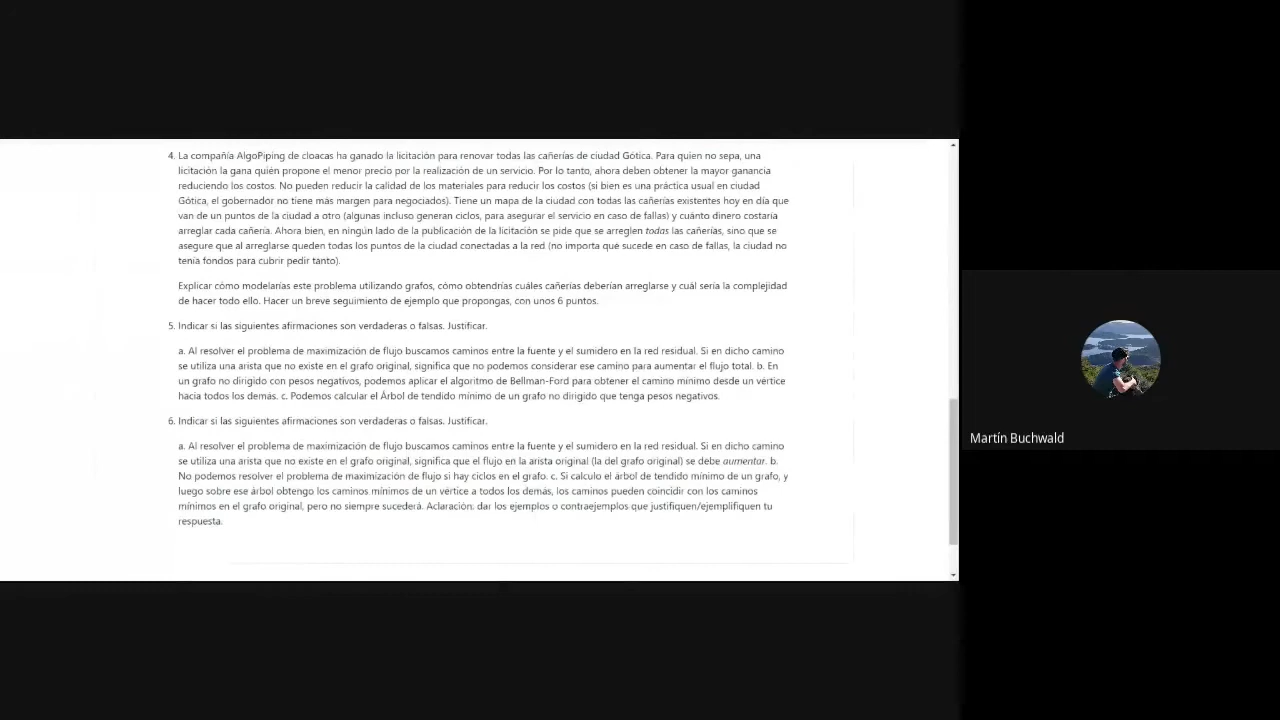 4. La compañía AlgoPiping de cloacas ha ganado la licitación para renovar todas las cañerías de ciudad Gótica. Para quien no sepa, una
licitación la gana quién propone el menor precio por la realización de un servicio. Por lo tanto, ahora deben obtener la mayor ganancia
reduciendo los costos. No pueden reducir la calidad de los materiales para reducir los costos (si bien es una práctica usual en ciudad
Gótica, el gobernador no tiene más margen para negociados). Tiene un mapa de la ciudad con todas las cañerías existentes hoy en día que
van de un puntos de la ciudad a otro (algunas incluso generan ciclos, para asegurar el servicio en caso de fallas) y cuánto dinero costaría
arreglar cada cañería. Ahora bien, en ningún lado de la publicación de la licitación se pide que se arreglen todas las cañerías, sino que se
asegure que al arreglarse queden todas los puntos de la ciudad conectadas a la red (no importa que sucede en caso de fallas, la ciudad no
tenía fondos para cubrir pedir tanto).
Explicar cómo modelarías este problema utilizando grafos, cómo obtendrías cuáles cañerías deberían arreglarse y cuál sería la complejidad
de hacer todo ello. Hacer un breve seguimiento de ejemplo que propongas, con unos 6 puntos.
5. Indicar si las siguientes afirmaciones son verdaderas o falsas. Justificar.
a. Al resolver el problema de maximización de flujo buscamos caminos entre la fuente y el sumidero en la red residual. Si en dicho camino
se utiliza una arista que no existe en el grafo original, significa que no podemos considerar ese camino para aumentar el flujo total. b. En
un grafo no dirigido con pesos negativos, podemos aplicar el algoritmo de Bellman-Ford para obtener el camino mínimo desde un vértice
hacia todos los demás. c. Podemos calcular el Árbol de tendido mínimo de un grafo no dirigido que tenga pesos negativos.
6. Indicar si las siguientes afirmaciones son verdaderas o falsas. Justificar.
a. Al resolver el problema de maximización de flujo buscamos caminos entre la fuente y el sumidero en la red residual. Si en dicho camino
se utiliza una arista que no existe en el grafo original, significa que el flujo en la arista original (la del grafo original) se debe aumentar. b.
No podemos resolver el problema de maximización de flujo si hay ciclos en el grafo. c. Si calculo el árbol de tendido mínimo de un grafo, y
luego sobre ese árbol obtengo los caminos mínimos de un vértice a todos los demás, los caminos pueden coincidir con los caminos
mínimos en el grafo original, pero no siempre sucederá. Aclaración: dar los ejemplos o contraejemplos que justifiquen/ejemplifiquen tu
respuesta.
Martín Buchwald